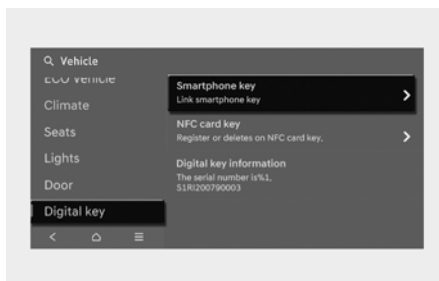 Vehicle
ECO vehicle
Climate
Seats
Lights
Door
Digital key
Smartphone key
Link smartphone key
NFC card key
Register or deletes on NFC card key.
Digital key information
The serial number is%1,
S1RI200790003